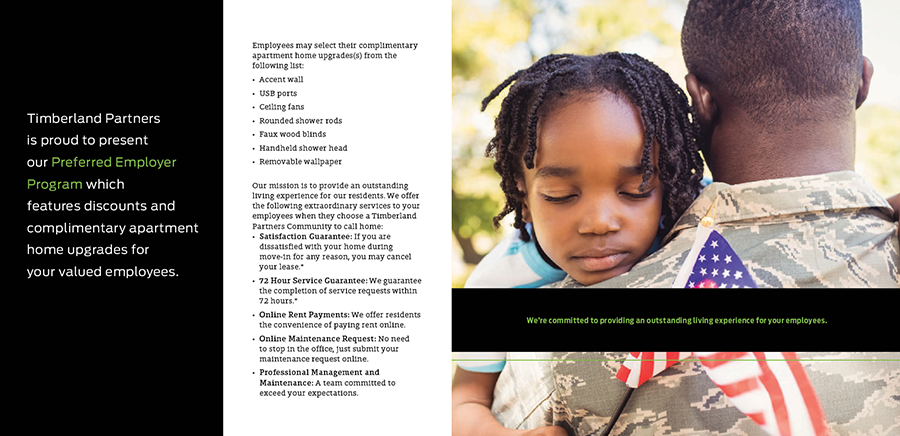 Timberland Partners
is proud to present
our Preferred Employer
Program which
features discounts and
complimentary apartment
home upgrades for
your valued employees.
Employees may select their complimentary
apartment home upgrades(s) from the
following list:
• Accent wall
• USB ports
• Ceiling fans
• Rounded shower rods
• Faux wood blinds
• Handheld shower head
• Removable wallpaper
Our mission is to provide an outstanding
living experience for our residents. We offer
the following extraordinary services to your
employees when they choose a Timberland
Partners Community to call home:
• Satisfaction Guarantee: If you are
dissatisfied with your home during
move-in for any reason, you may cancel
your lease.*
• 72 Hour Service Guarantee: We guarantee
the completion of service requests within
72 hours.*
• Online Rent Payments: We offer residents
the convenience of paying rent online.
• Online Maintenance Request: No need
to stop in the office, just submit your
maintenance request online.
• Professional Management and
Maintenance: A team committed to
exceed your expectations.
We're committed to providing an outstanding living experience for your employees.